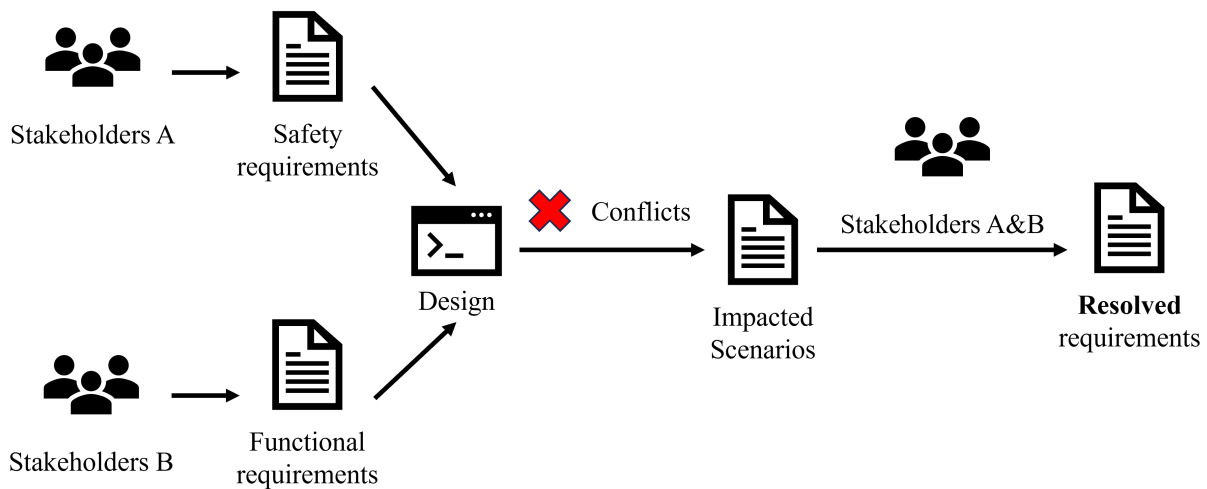 Stakeholders A
Safety
requirements
Design
Conflicts
Stakeholders B
Functional
requirements
Impacted
Scenarios
Stakeholders A&B
Resolved
requirements